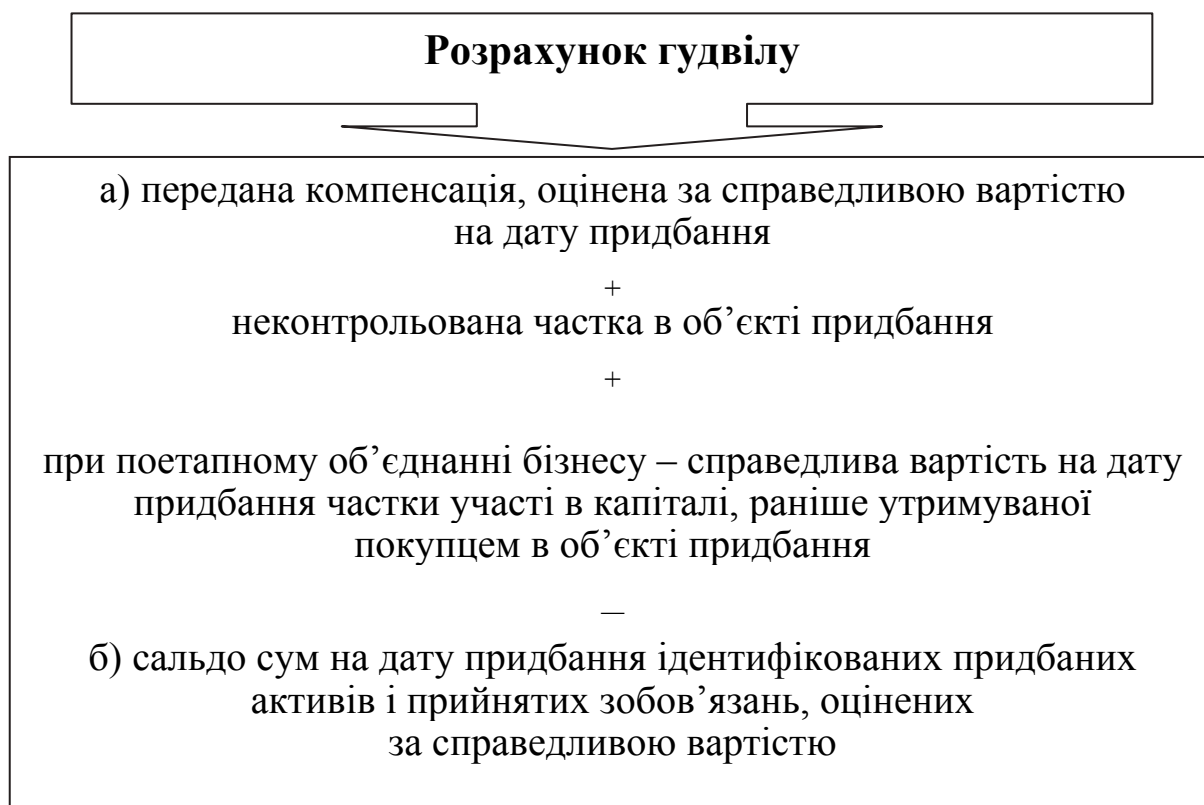 Розрахунок гудвілу
а) передана компенсація, оцінена за справедливою вартістю
на дату придбання
+
неконтрольована частка в об’єкті придбання
+
при поетапному об’єднанні бізнесу – справедлива вартість на дату
придбання частки участі в капіталі, раніше утримуваної
покупцем в об’єкті придбання
—
б) сальдо сум на дату придбання ідентифікованих придбаних
активів і прийнятих зобов’язань, оцінених
за справедливою вартістю